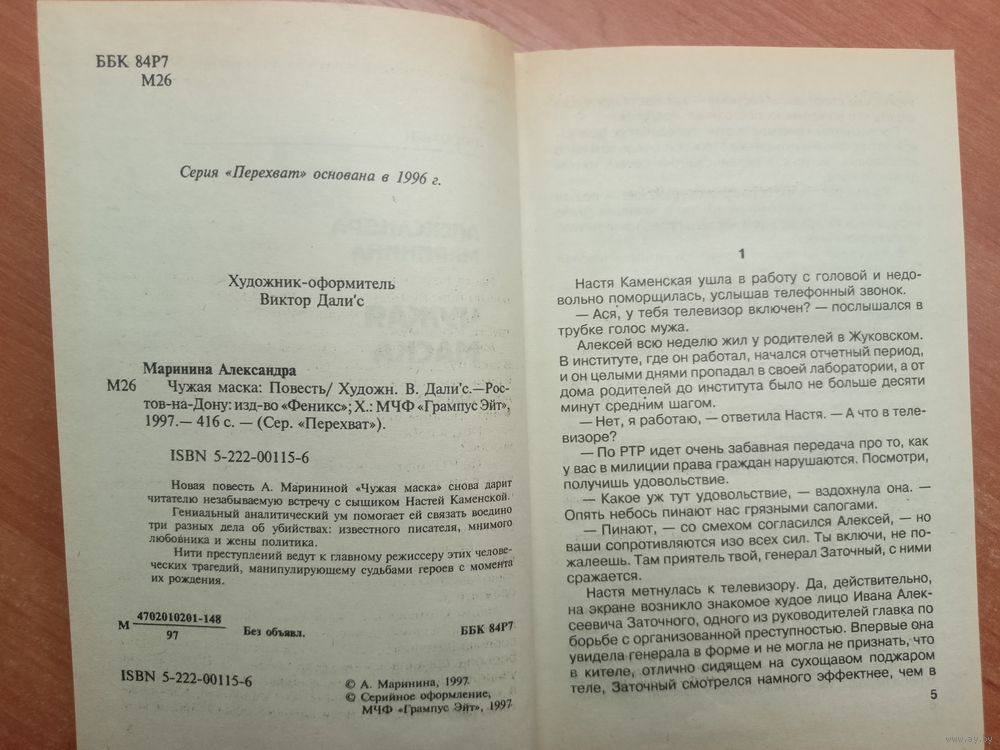 ББК 84Р7
М26
Серия «Перехват» основана в 1996 г.
Художник-оформитель
Виктор Дали'с
Маринина Александра
М26 Чужая маска: Повесть/ Художн. В. Дали'с.—Рос-
тов-на-Дону: изд-во «Феникс»; Х.: МЧФ «Грампус Эйт»,
1997.— 416 с. — (Сер. «Перехват»).
ISBN 5-222-00115-6
Новая повесть А. Марининой «Чужая маска» снова дарит
читателю незабываемую встречу с сыщиком Настей Каменской.
Гениальный аналитический ум помогает ей связать воедино
три разных дела об убийствах: известного писателя, мнимого
любовника и жены политика.
Нити преступлений ведут к главному режиссеру этих челове-
ческих трагедий, манипулирующему судьбами героев с момента
их рождения.
М 4702010201-148
97
Без объявл.
ББК 84Р7
ISBN 5-222-00115-6
© А. Маринина, 1997
© Серийное оформление,
МЧФ «Грампус Эйт», 1997
1
Настя Каменская ушла в работу с головой и недо-
вольно поморщилась, услышав телефонный звонок.
— Ася, у тебя телевизор включен? — послышался в
трубке голос мужа.
Алексей всю неделю жил у родителей в Жуковском.
В институте, где он работал, начался отчетный период,
и он целыми днями пропадал в своей лаборатории, а от
дома родителей до института было не больше десяти
минут средним шагом.
— Нет, я работаю, — ответила Настя. — А что в теле-
визоре?
— По РТР идет очень забавная передача про то, как
у вас в милиции права граждан нарушаются. Посмотри,
получишь удовольствие.
— Какое уж тут удовольствие, — вздохнула она. —
Опять небось пинают нас грязными сапогами.
— Пинают, — со смехом согласился Алексей, — но
ваши сопротивляются изо всех сил. Ты включи, не по-
жалеешь. Там приятель твой, генерал Заточный, с ними
сражается.
Настя метнулась к телевизору. Да, действительно,
на экране возникло знакомое худое лицо Ивана Алек-
сеевича Заточного, одного из руководителей главка по
борьбе с организованной преступностью. Впервые она
увидела генерала в форме и не могла не признать, что
в кителе, отлично сидящем на сухощавом поджаром
теле, Заточный смотрелся намного эффектнее, чем в
5
www.ay.by